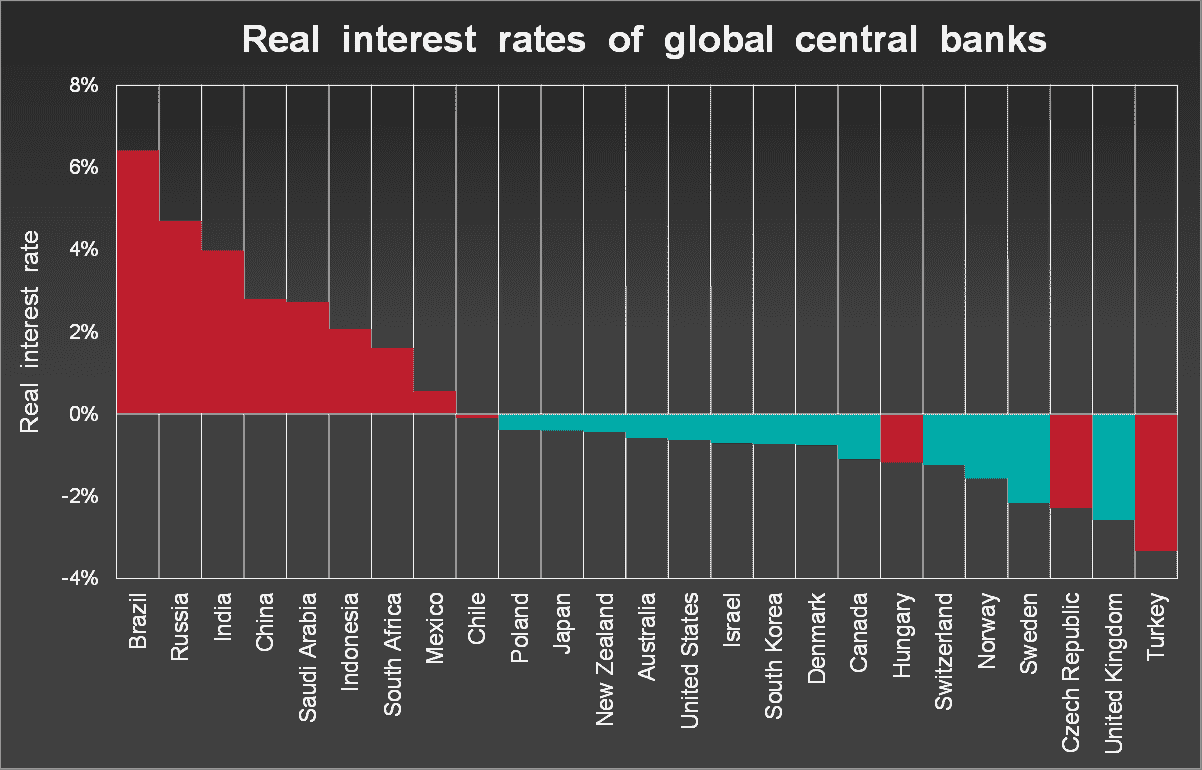 Real interest rates of global central banks
Real interest rate
8%
6%
4%
2%
0%
-2%
-4%
Brazil
Russia
India
China
Saudi Arabia
Indonesia
South Africa
Mexico
Chile
Poland
Japan
New Zealand
Australia
United States
Israel
South Korea
Denmark
Canada
Hungary
Switzerland
Norway
Sweden
Czech Republic
United Kingdom
Turkey